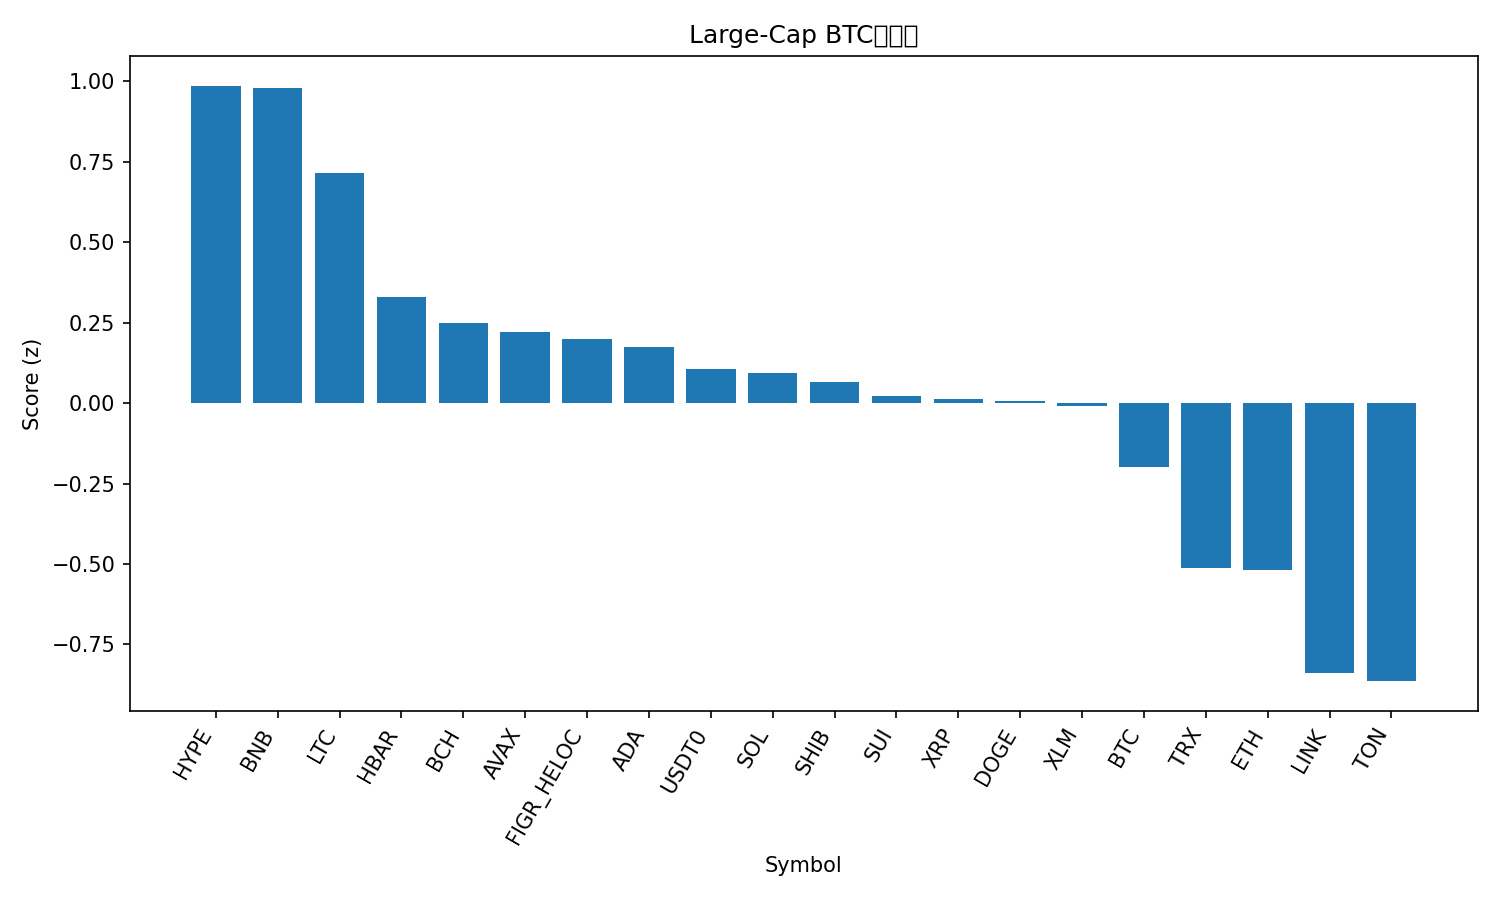 Large-Cap BTC
1.00
0.75
0.50
0.25
0.00
−0.25
−0.50
−0.75
Score (z)
HYPE
BNB
LTC
HBAR
BCH
AVAX
FIGR_HELOC
ADA
USDT0
SOL
SHIB
SUI
XRP
DOGE
XLM
BTC
TRX
ETH
LINK
TON
Symbol